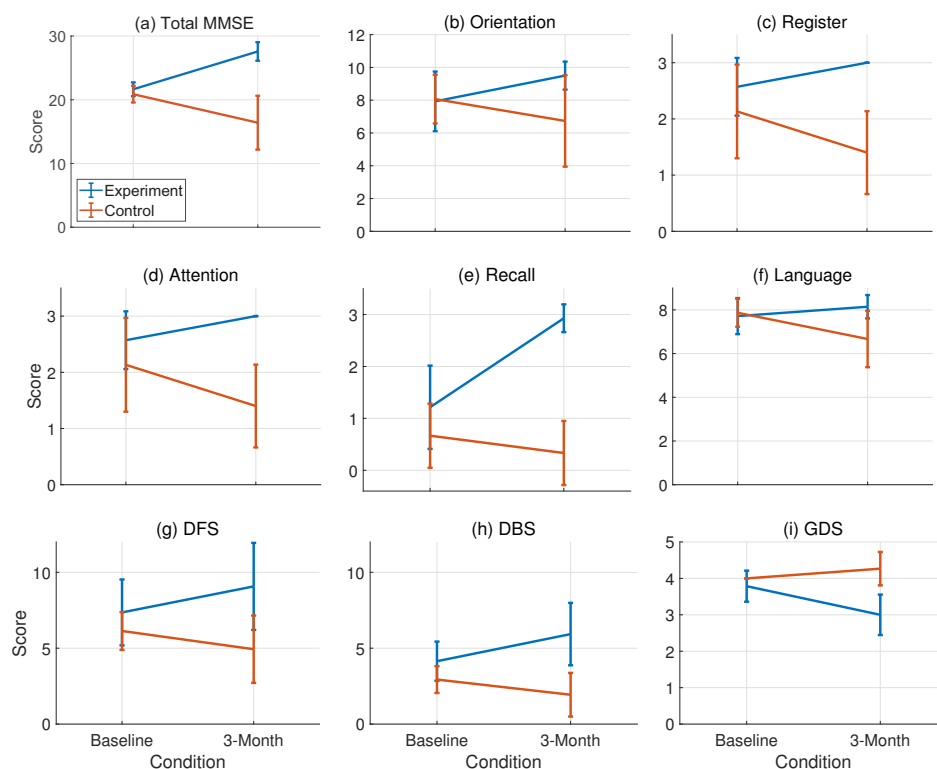 (a) Total MMSE
30
20
10
0
Score
Experiment
Control
(b) Orientation
12
10
8
6
4
2
0
(c) Register
3
2
1
0
(d) Attention
3
2
1
0
Score
(e) Recall
3
2
1
0
(f) Language
8
6
4
2
0
(g) DFS
10
5
0
Score
Baseline 3-Month
Condition
(h) DBS
10
5
0
Baseline 3-Month
Condition
(i) GDS
5
4
3
2
1
0
Baseline 3-Month
Condition